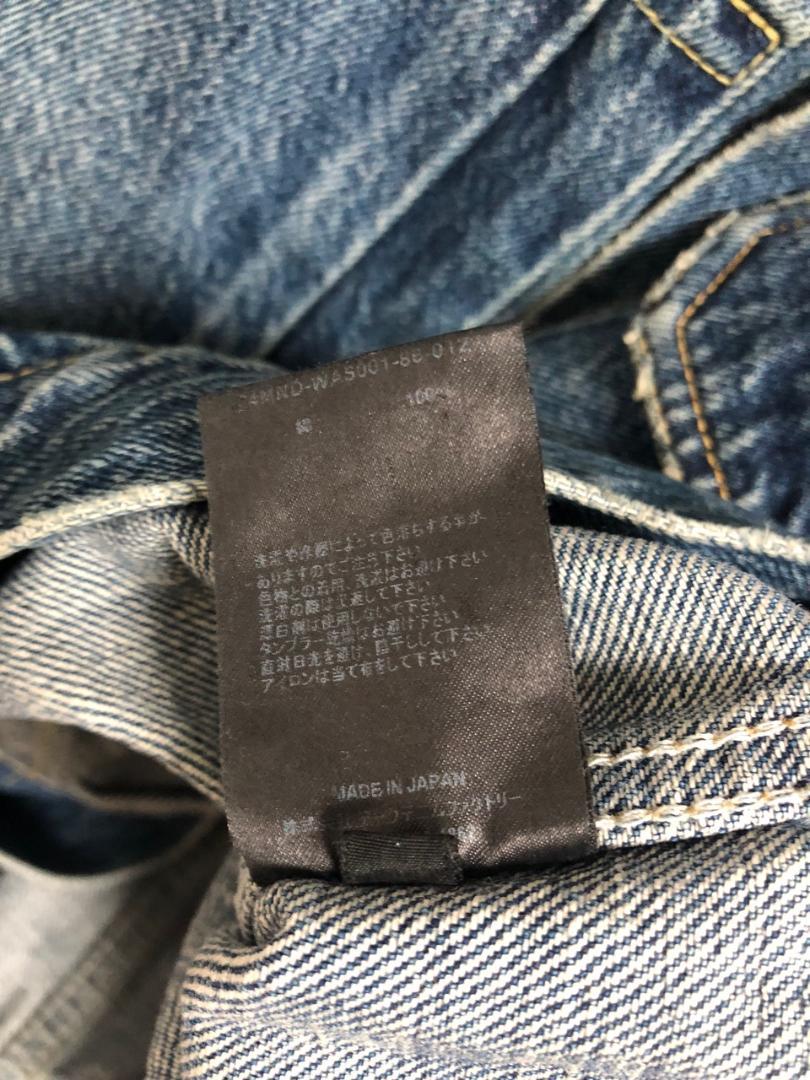 24MND-WA5001-88 01Z
綿 100%
洗濯や摩擦によって色落ちする事が
ありますのでご注意下さい
色物との着用、洗濯はお避け下さい
洗濯の際は裏返して下さい
漂白剤は使用しないで下さい
タンブラー乾燥はお避け下さい
直射日光を避け、陰干しして下さい
アイロンは当て布をして下さい
MADE IN JAPAN